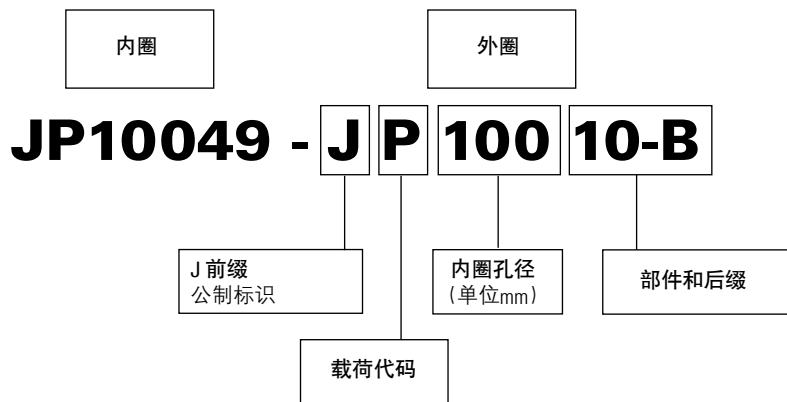 内圈
外圈
JP10049 - J P 100 10-B
J 前缀
公制标识
内圈孔径
(单位mm)
部件和后缀
载荷代码